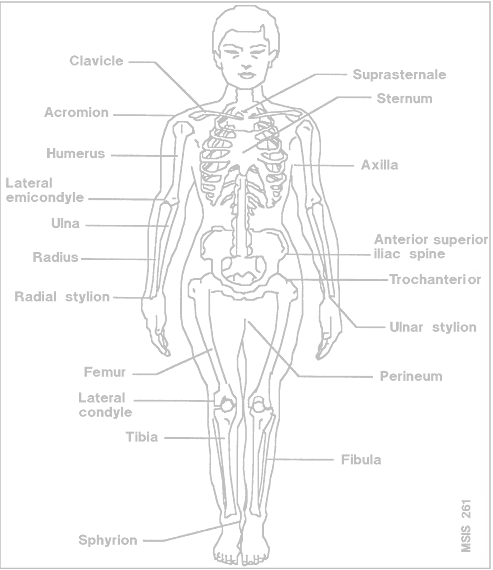 Clavicle
Suprasternale
Sternum
Acromion
Humerus
Axilla
Lateral
emicondyle
Ulna
Anterior superior
iliac spine
Radius
Trochanterior
Radial stylion
Ulnar stylion
Femur
Perineum
Lateral
condyle
Tibia
Fibula
Sphyrion
MSIS 261